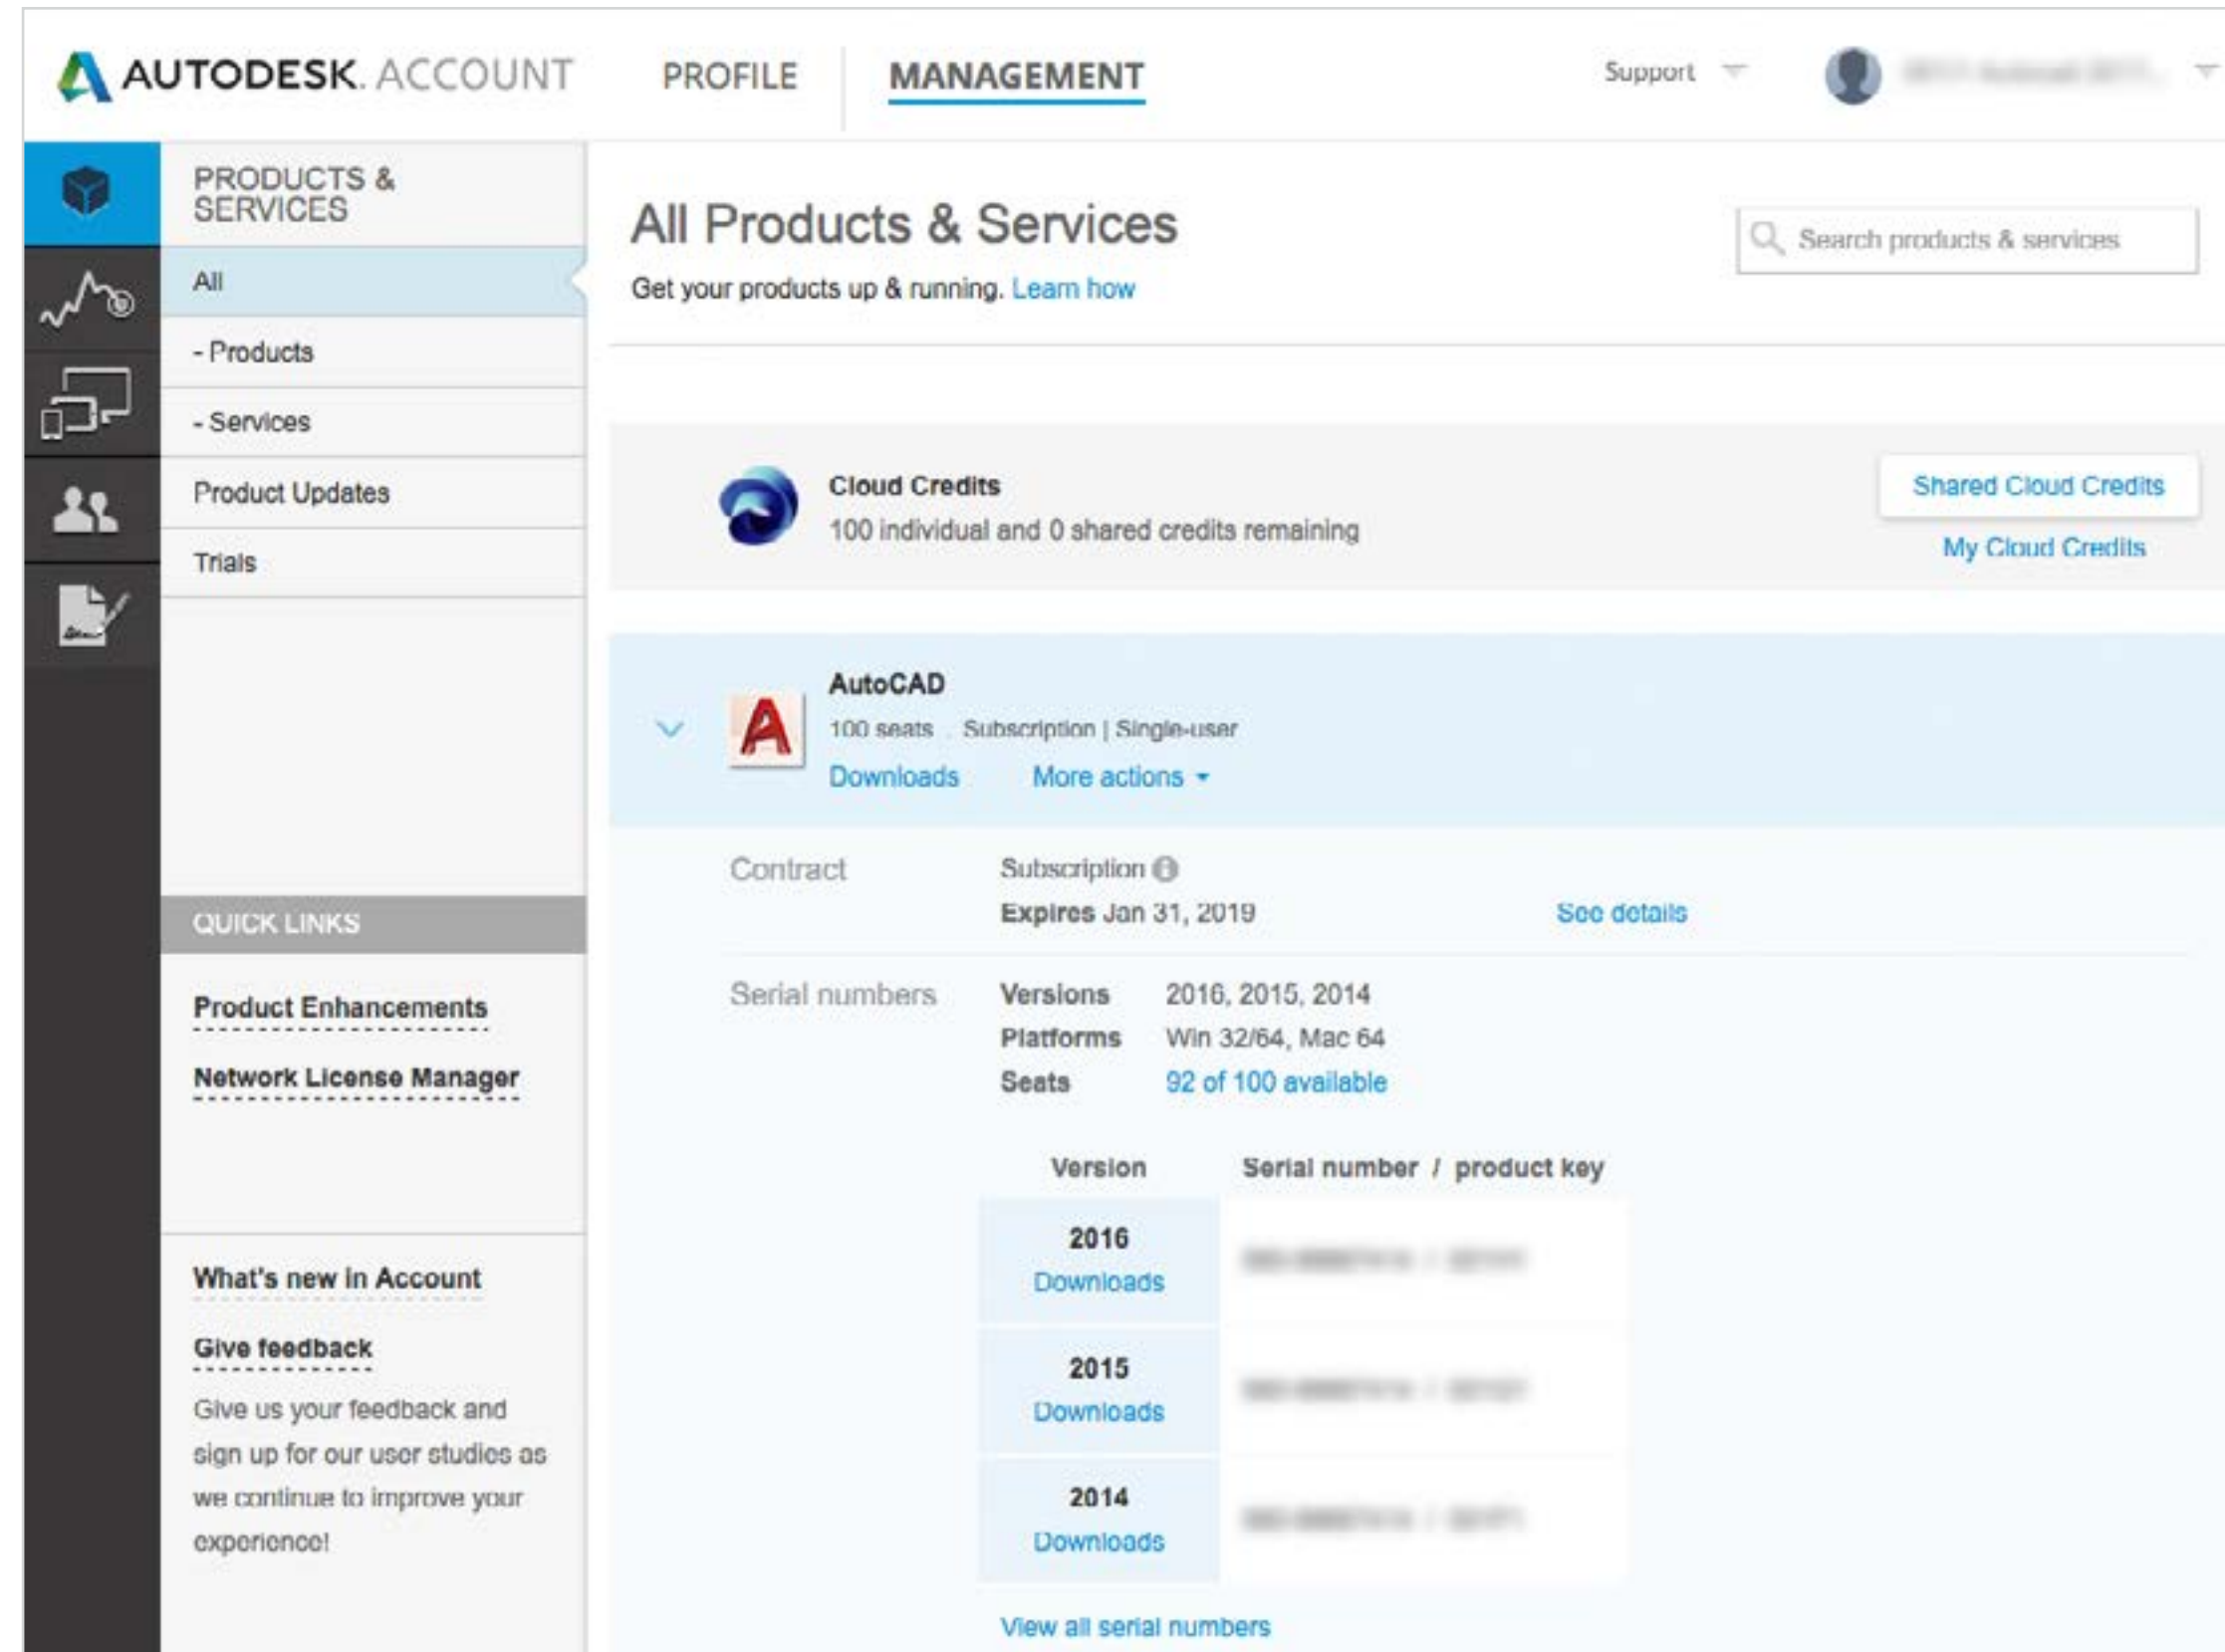 AUTODESK. ACCOUNT
PROFILE
MANAGEMENT
Support
PRODUCTS &
SERVICES
All
- Products
- Services
Product Updates
Trials
QUICK LINKS
Product Enhancements
Network License Manager
What's new in Account
Give feedback
Give us your feedback and
sign up for our user studies as
we continue to improve your
experience!
All Products & Services
Get your products up & running. Learn how
Search products & services
Cloud Credits
100 individual and 0 shared credits remaining
Shared Cloud Credits
My Cloud Credits
AutoCAD
100 seats . Subscription | Single-user
Downloads More actions
Contract
Subscription
Expires Jan 31, 2019
See details
Serial numbers
Versions 2016, 2015, 2014
Platforms Win 32/64, Mac 64
Seats 92 of 100 available
Version Serial number / product key
2016
Downloads
2015
Downloads
2014
Downloads
View all serial numbers